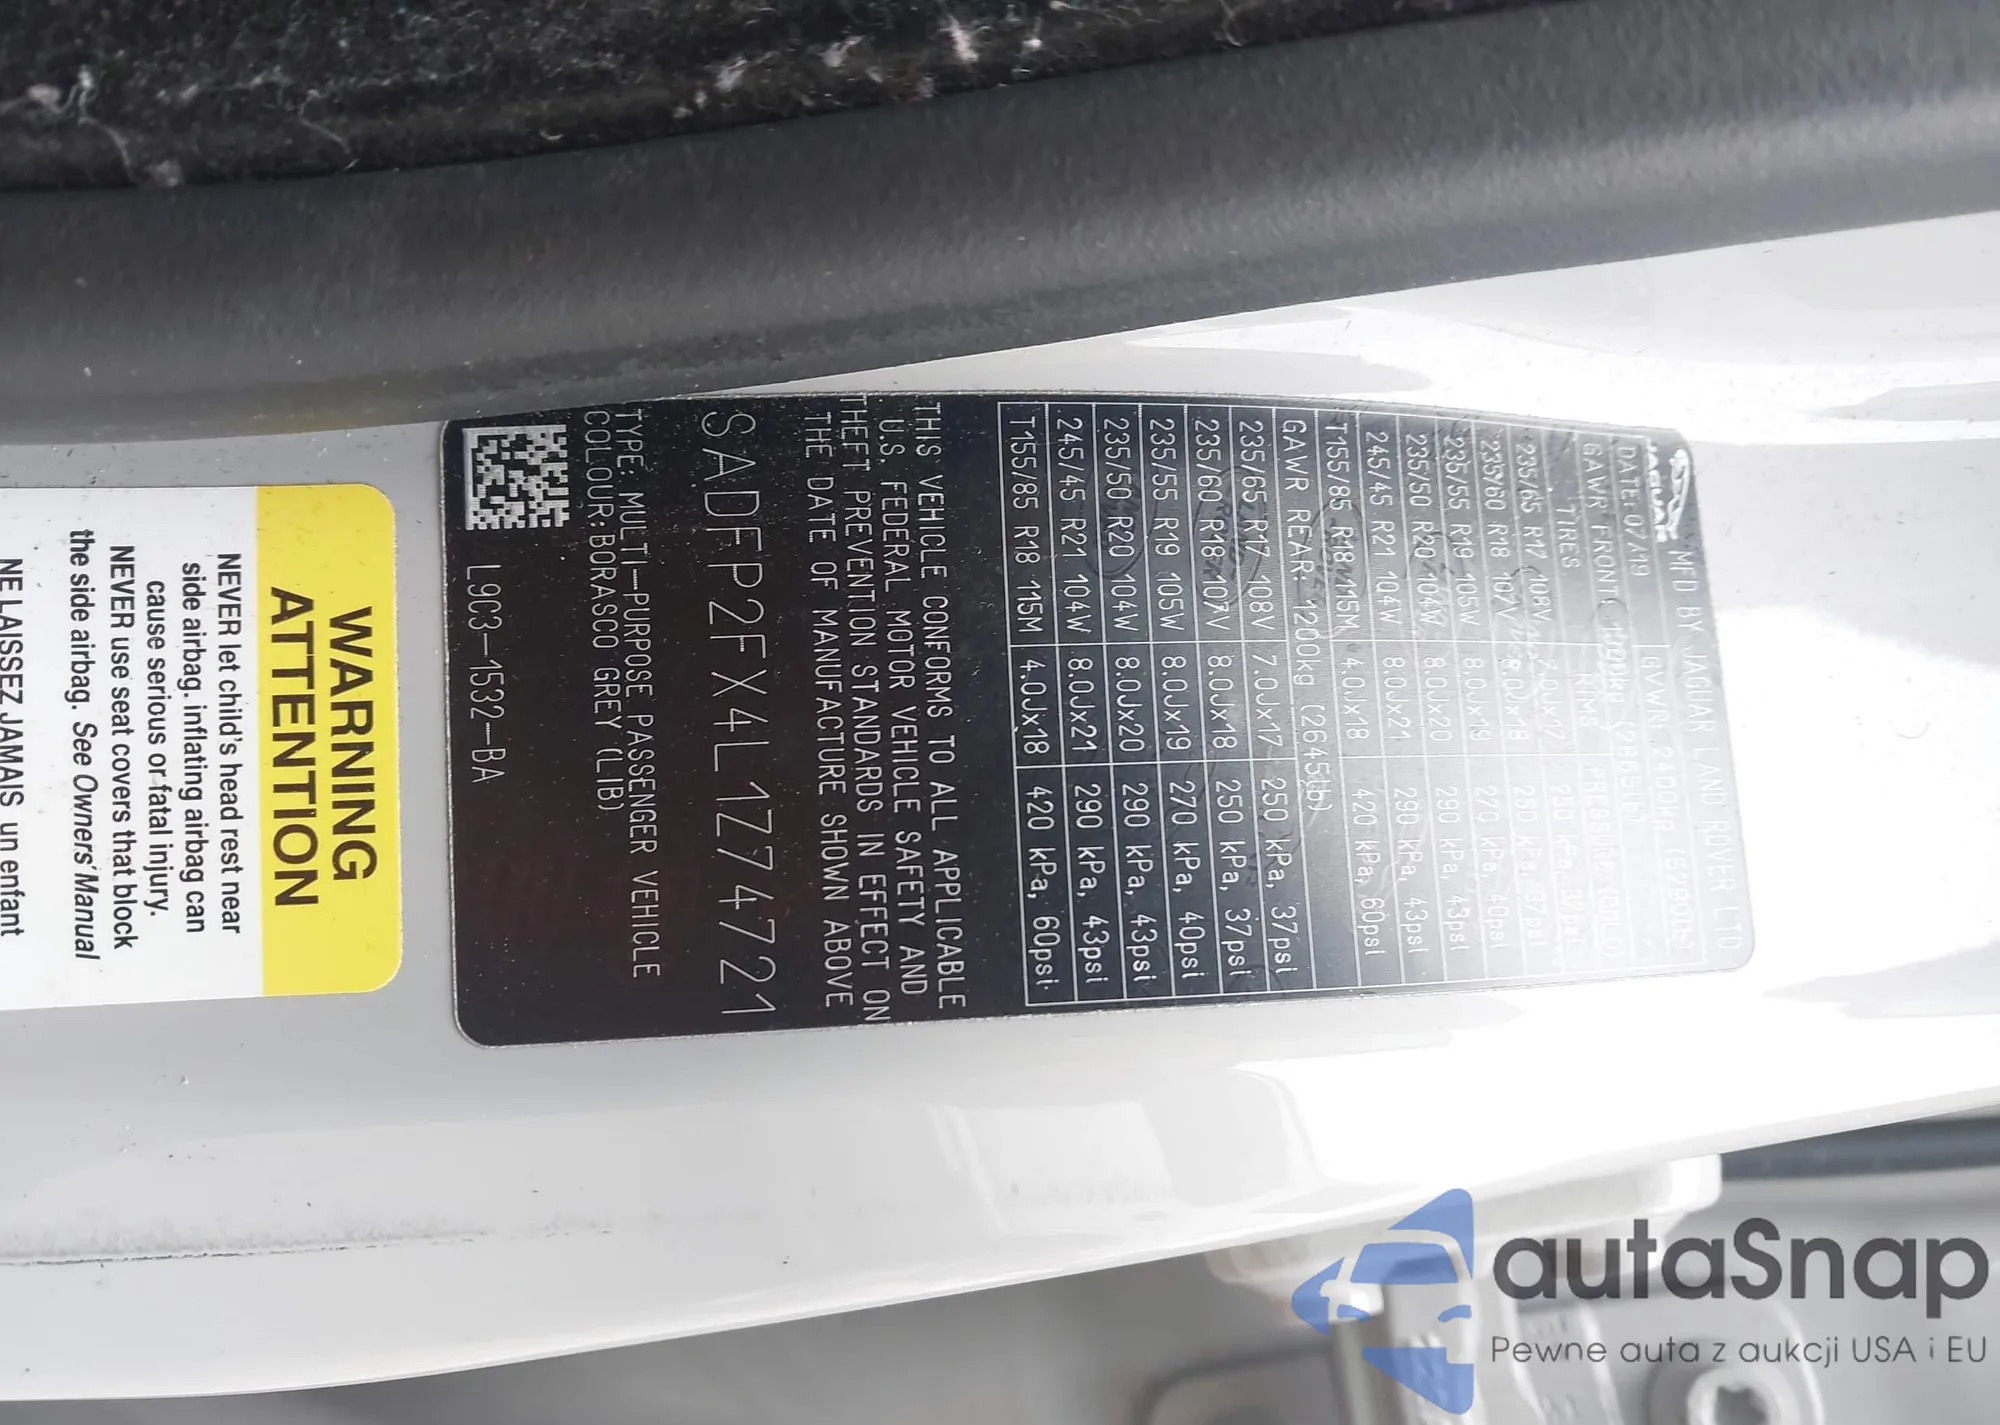 JAGUAR
MFD BY JAGUAR LAND ROVER LTD
DATE:07/19 GVWR: 2400kg (5290lb)
GAWR FRONT: (2865lb)
TIRES RIMS PRESSURE (COLD)
235/65 R17 108V 7.0Jx17 250 kPa, 37psi
235/60 R18 107V 8.0Jx18 250 kPa, 37psi
235/55 R19 105W 8.0Jx19 270 kPa, 40psi
235/50 R20 104W 8.0Jx20 290 kPa, 43psi
245/45 R21 104W 8.0Jx21 290 kPa, 43psi
T155/85 R18 115M 4.0Jx18 420 kPa, 60psi
GAWR REAR: 1200kg (2645lb)
235/65 R17 108V 7.0Jx17 250 kPa, 37psi
235/60 R18 107V 8.0Jx18 250 kPa, 37psi
235/55 R19 105W 8.0Jx19 270 kPa, 40psi
235/50 R20 104W 8.0Jx20 290 kPa, 43psi
245/45 R21 104W 8.0Jx21 290 kPa, 43psi
T155/85 R18 115M 4.0Jx18 420 kPa, 60psi
THIS VEHICLE CONFORMS TO ALL APPLICABLE
U.S. FEDERAL MOTOR VEHICLE SAFETY AND
THEFT PREVENTION STANDARDS IN EFFECT ON
THE DATE OF MANUFACTURE SHOWN ABOVE
SADFP2FX4L1Z74721
TYPE: MULTI-PURPOSE PASSENGER VEHICLE
COLOUR:BORASCO GREY (LIB)
L9C3-1532-BA
WARNING
ATTENTION
NEVER let child's head rest near
side airbag. inflating airbag can
cause serious or fatal injury.
NEVER use seat covers that block
the side airbag. See Owners' Manual
NE LAISSEZ JAMAIS un enfant
autaSnap
Pewne auta z aukcji USA i EU